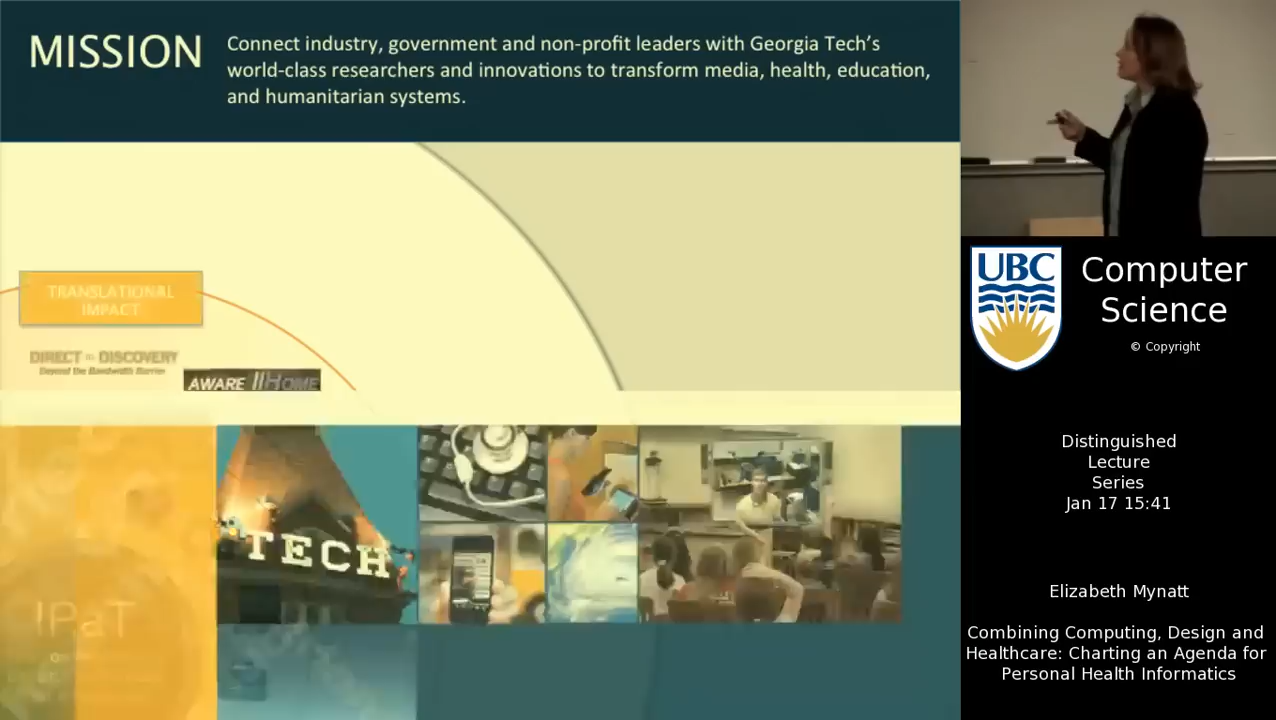 MISSION
Connect industry, government and non-profit leaders with Georgia Tech’s
world-class researchers and innovations to transform media, health, education,
and humanitarian systems.
TRANSLATIONAL
IMPACT
DIRECT to DISCOVERY
Beyond the Bandwidth Barrier
AWARE HOME
TECH
IPaT
UBC
Computer
Science
© Copyright
Distinguished
Lecture
Series
Jan 17 15:41
Elizabeth Mynatt
Combining Computing, Design and
Healthcare: Charting an Agenda for
Personal Health Informatics